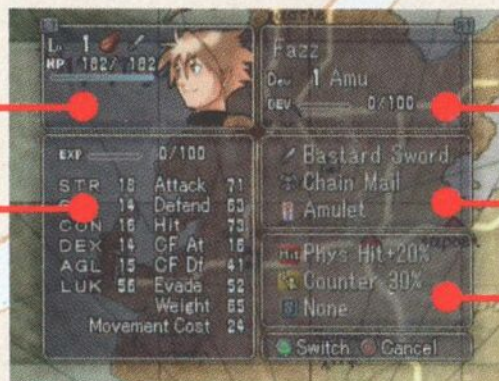 Lv 1
HP 182/ 182
EXP 0/100
STR 18 Attack 71
14 Defend 63
CON 16 Hit 73
DEX 14 CF At 16
AGL 15 CF Df 41
LUK 56 Evade 52
Weight 65
Movement Cost 24
Fazz
Dev 1 Amu
DEV 0/100
Bastard Sword
Chain Mail
Amulet
Hit Phys Hit+20%
Counter 30%
None
Switch Cancel